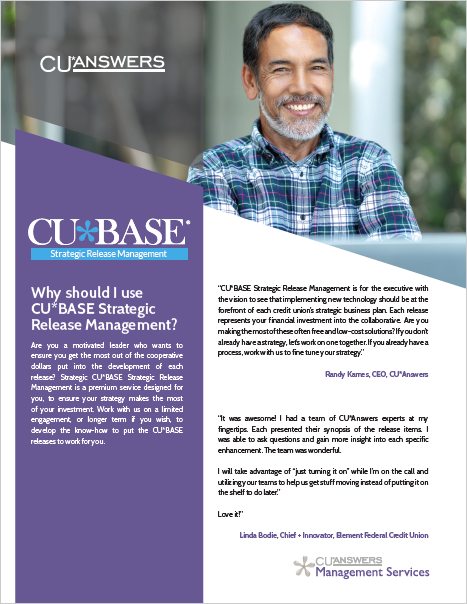 CU*ANSWERS
CU*BASE®
Strategic Release Management
Why should I use
CU*BASE Strategic
Release Management?
Are you a motivated leader who wants to
ensure you get the most out of the cooperative
dollars put into the development of each
release? Strategic CU*BASE Strategic Release
Management is a premium service designed for
you, to ensure your strategy makes the most
of your investment. Work with us on a limited
engagement, or longer term if you wish, to
develop the know-how to put the CU*BASE
releases to work for you.
"CU*BASE Strategic Release Management is for the executive with
the vision to see that implementing new technology should be at the
forefront of each credit union's strategic business plan. Each release
represents your financial investment into the collaborative. Are you
making the most of these often free and low-cost solutions? If you don't
already have a strategy, let's work on one together. If you already have a
process, work with us to fine tune your strategy."
Randy Karnes, CEO, CU*Answers
"It was awesome! I had a team of CU*Answers experts at my
fingertips. Each presented their synopsis of the release items. I
was able to ask questions and gain more insight into each specific
enhancement. The team was wonderful.
I will take advantage of "just turning it on" while I'm on the call and
utilizing your teams to help us get stuff moving instead of putting it on
the shelf to do later."
Love it!"
Linda Bodie, Chief + Innovator, Element Federal Credit Union
CU*ANSWERS
Management Services